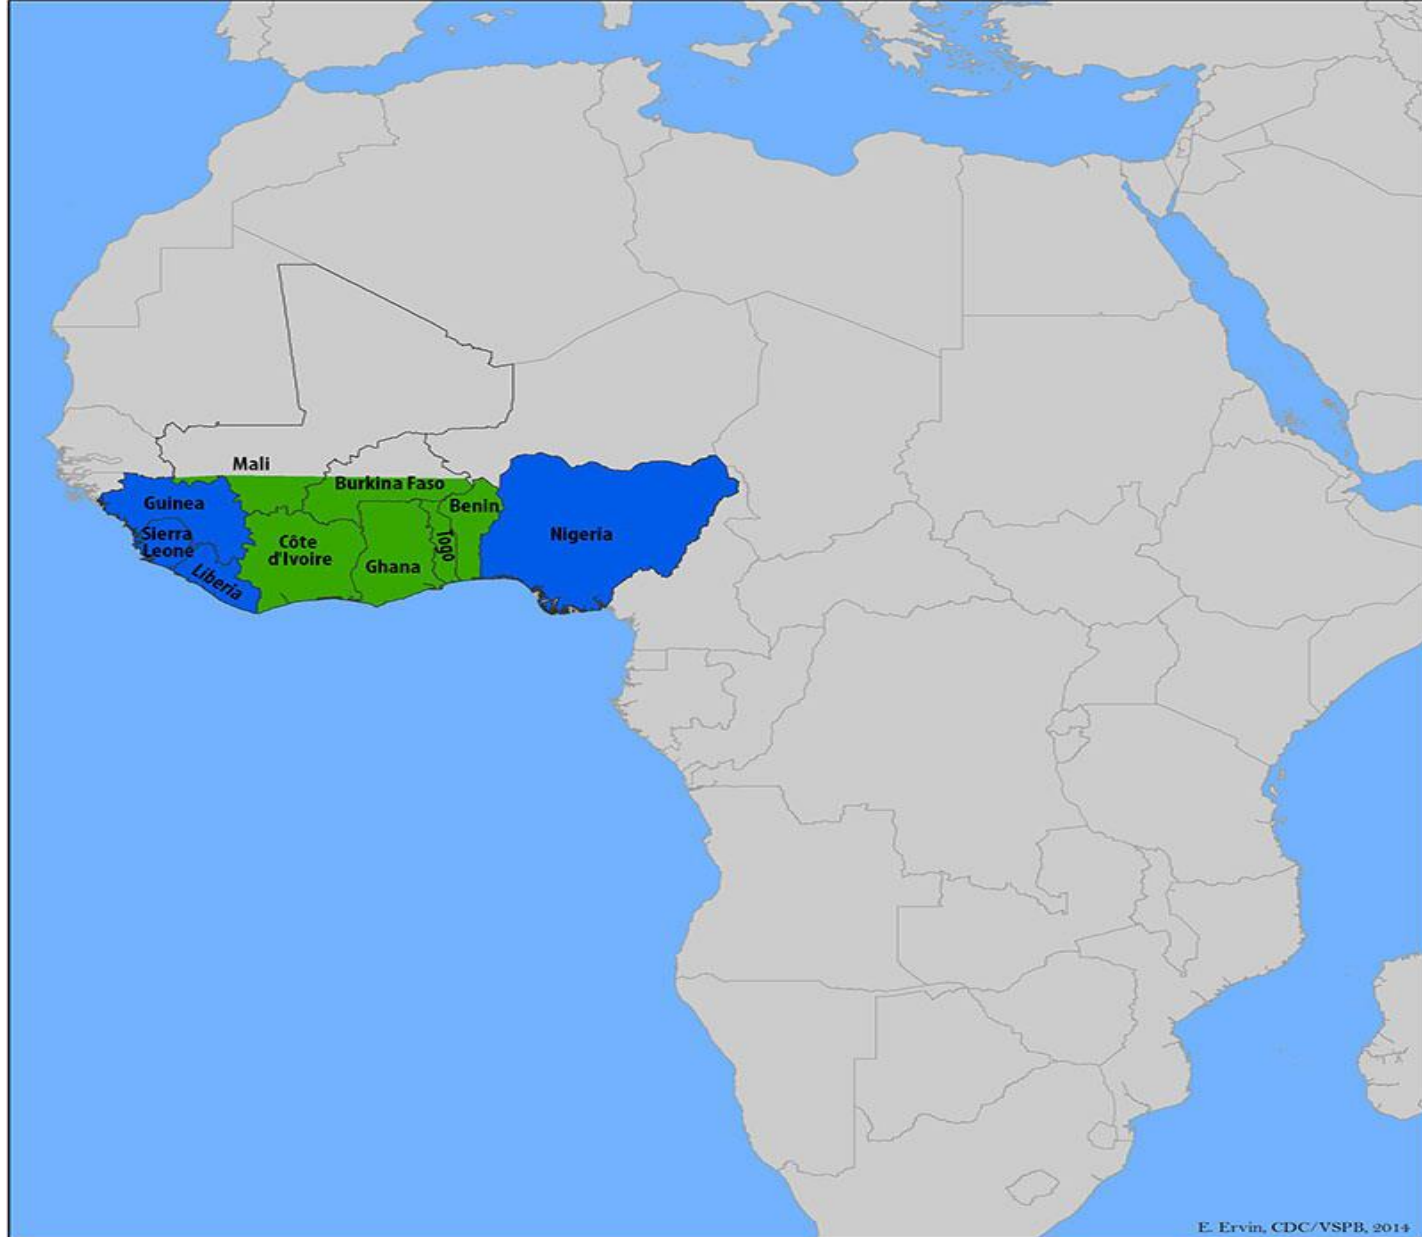 Mali
Burkina Faso
Guinea
Benin
Sierra
Leone
Nigeria
Côte
d'Ivoire
Togo
Ghana
Liberia
E. Ervin, CDC/VSPB, 2014